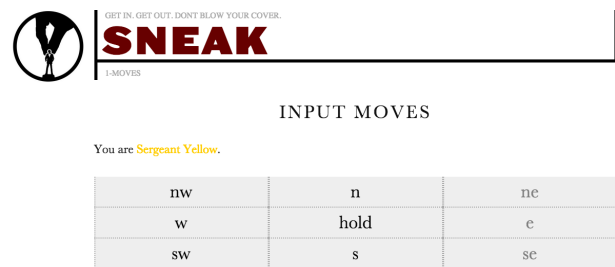 GET IN. GET OUT. DONT BLOW YOUR COVER.
SNEAK
1-MOVES
INPUT MOVES
You are Sergeant Yellow.
nw n ne
w hold e
sw s se